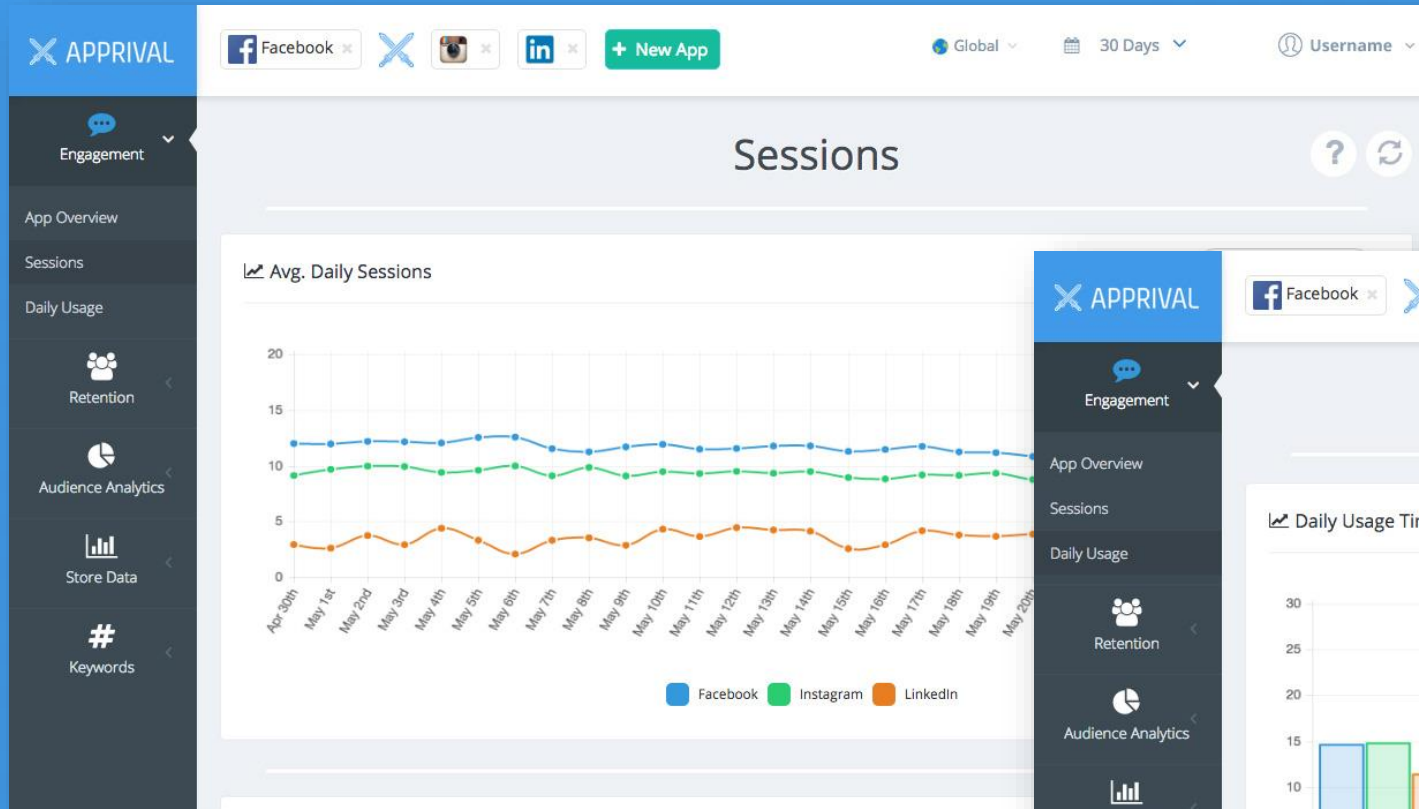 APPRIVAL
Facebook
in
+ New App
Global
30 Days
Username
Engagement
App Overview
Sessions
Daily Usage
Retention
Audience Analytics
Store Data
#
Keywords
Sessions
?
Avg. Daily Sessions
20
15
10
5
0
Apr 30th
May 1st
May 2nd
May 3rd
May 4th
May 5th
May 6th
May 7th
May 8th
May 9th
May 10th
May 11th
May 12th
May 13th
May 14th
May 15th
May 16th
May 17th
May 18th
May 19th
May 20th
Facebook
Instagram
LinkedIn
APPRIVAL
Facebook
Engagement
App Overview
Sessions
Daily Usage
Retention
Audience Analytics
Daily Usage
30
25
20
15
10